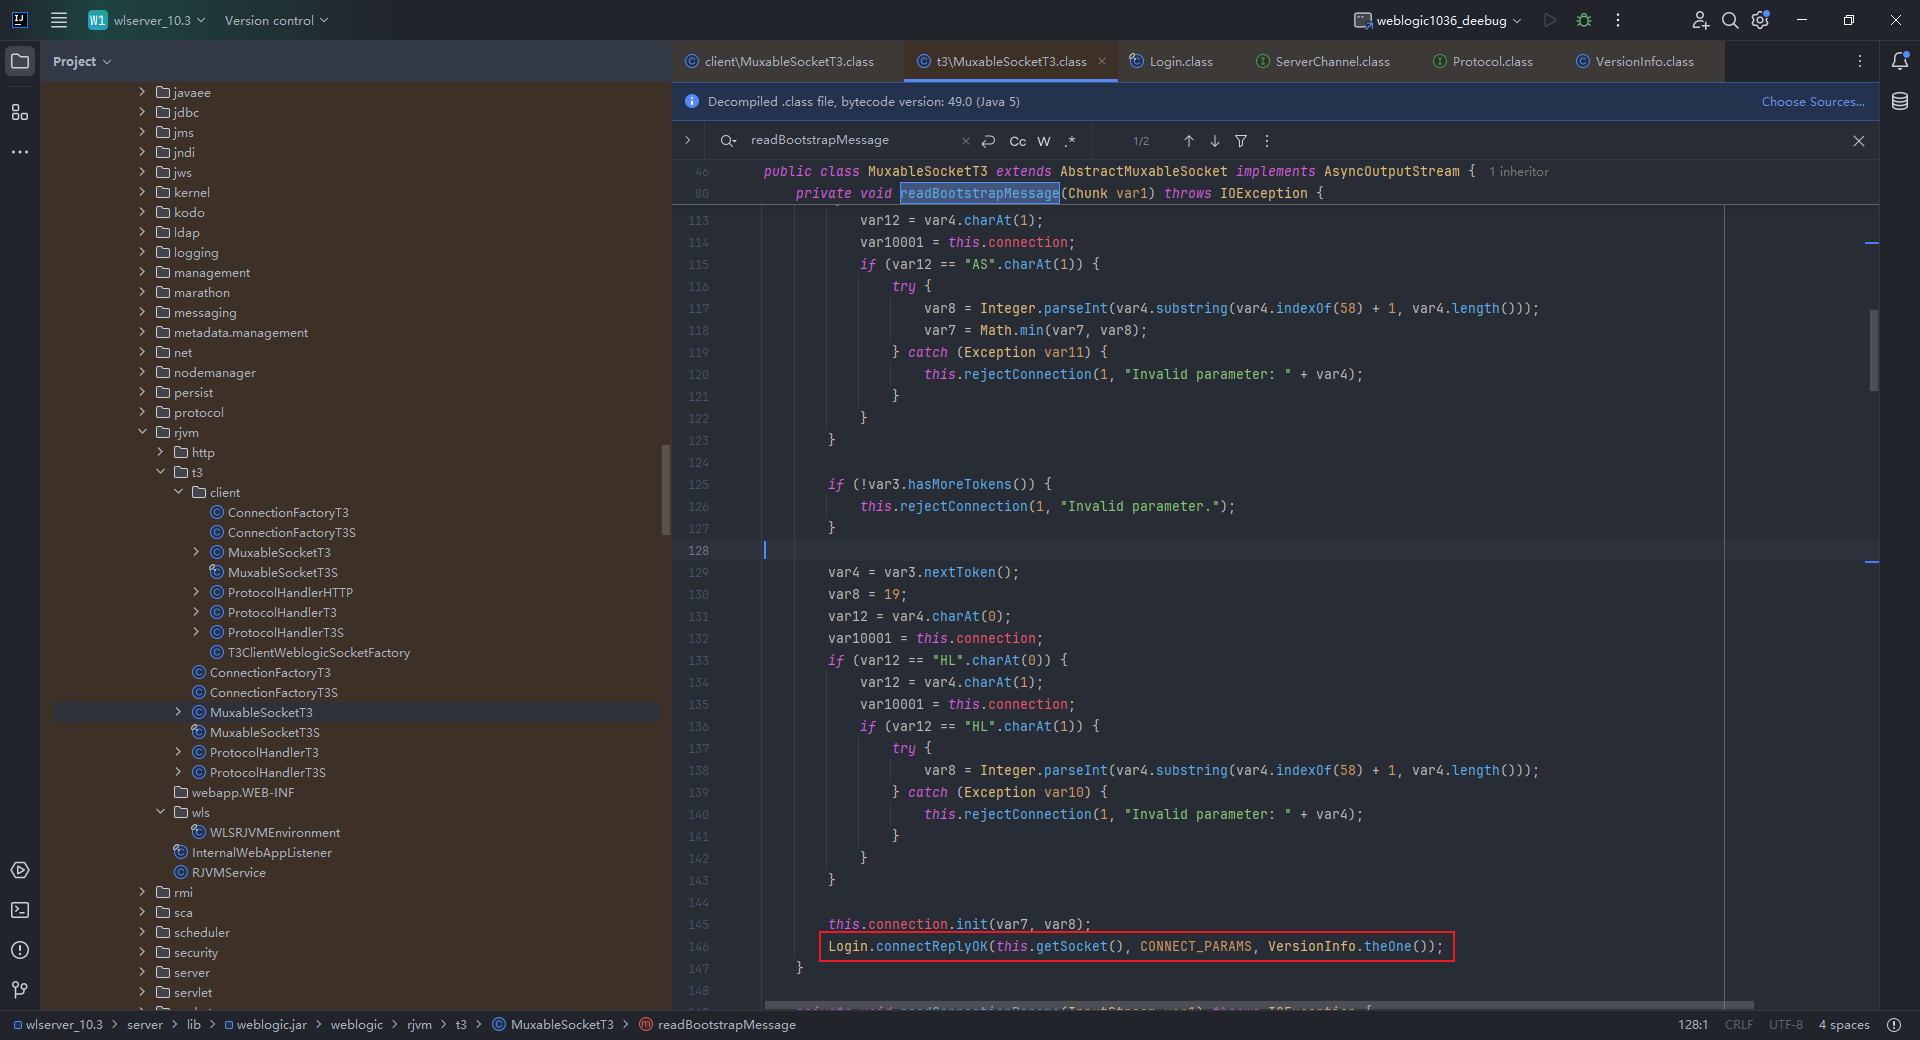 wlserver_10.3 Version control weblogic1036_deebug
Project
client\MuxableSocketT3.class t3\MuxableSocketT3.class Login.class ServerChannel.class Protocol.class VersionInfo.class
Decompiled .class file, bytecode version: 49.0 (Java 5) Choose Sources...
readBootstrapMessage Cc W .* 1/2
javaee
jdbc
jms
jndi
jws
kernel
kodo
ldap
logging
management
marathon
messaging
metadata.management
net
nodemanager
persist
protocol
rjvm
http
t3
client
ConnectionFactoryT3
ConnectionFactoryT3S
MuxableSocketT3
MuxableSocketT3S
ProtocolHandlerHTTP
ProtocolHandlerT3
ProtocolHandlerT3S
T3ClientWeblogicSocketFactory
ConnectionFactoryT3
ConnectionFactoryT3S
MuxableSocketT3
MuxableSocketT3S
ProtocolHandlerT3
ProtocolHandlerT3S
webapp.WEB-INF
wls
WLSRJVMEnvironment
InternalWebAppListener
RJVMService
rmi
sca
scheduler
security
server
servlet
46 public class MuxableSocketT3 extends AbstractMuxableSocket implements AsyncOutputStream { 1 inheritor
80 private void readBootstrapMessage(Chunk var1) throws IOException {
113 var12 = var4.charAt(1);
114 var10001 = this.connection;
115 if (var12 == "AS".charAt(1)) {
116 try {
117 var8 = Integer.parseInt(var4.substring(var4.indexOf(58) + 1, var4.length()));
118 var7 = Math.min(var7, var8);
119 } catch (Exception var11) {
120 this.rejectConnection(1, "Invalid parameter: " + var4);
121 }
122 }
123 }
124
125 if (!var3.hasMoreTokens()) {
126 this.rejectConnection(1, "Invalid parameter.");
127 }
128
129 var4 = var3.nextToken();
130 var8 = 19;
131 var12 = var4.charAt(0);
132 var10001 = this.connection;
133 if (var12 == "HL".charAt(0)) {
134 var12 = var4.charAt(1);
135 var10001 = this.connection;
136 if (var12 == "HL".charAt(1)) {
137 try {
138 var8 = Integer.parseInt(var4.substring(var4.indexOf(58) + 1, var4.length()));
139 } catch (Exception var10) {
140 this.rejectConnection(1, "Invalid parameter: " + var4);
141 }
142 }
143 }
144
145 this.connection.init(var7, var8);
146 Login.connectReplyOK(this.getSocket(), CONNECT_PARAMS, VersionInfo.theOne());
147 }
148
wlserver_10.3 > server > lib > weblogic.jar > weblogic > rjvm > t3 > MuxableSocketT3 > readBootstrapMessage 128:1 CRLF UTF-8 4 spaces